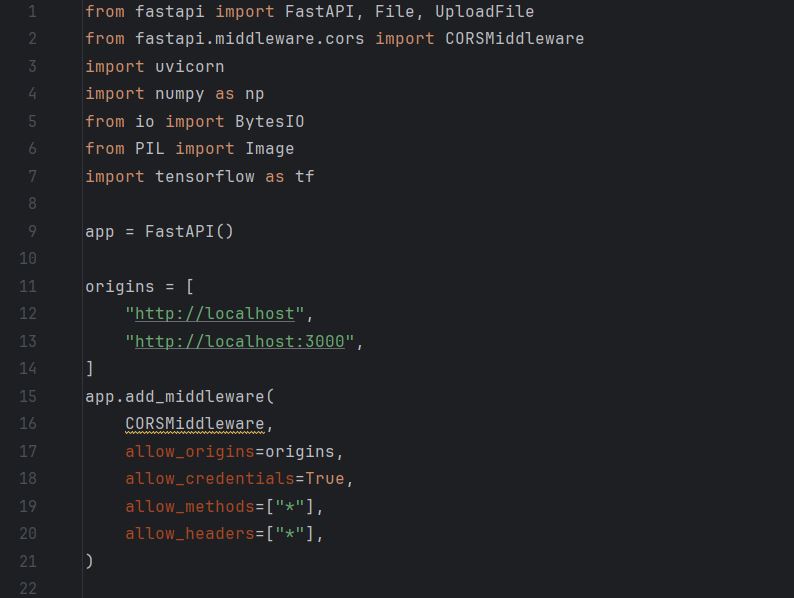 1 from fastapi import FastAPI, File, UploadFile
2 from fastapi.middleware.cors import CORSMiddleware
3 import uvicorn
4 import numpy as np
5 from io import BytesIO
6 from PIL import Image
7 import tensorflow as tf
8
9 app = FastAPI()
10
11 origins = [
12     "http://localhost",
13     "http://localhost:3000",
14 ]
15 app.add_middleware(
16     CORSMiddleware,
17     allow_origins=origins,
18     allow_credentials=True,
19     allow_methods=["*"],
20     allow_headers=["*"],
21 )
22